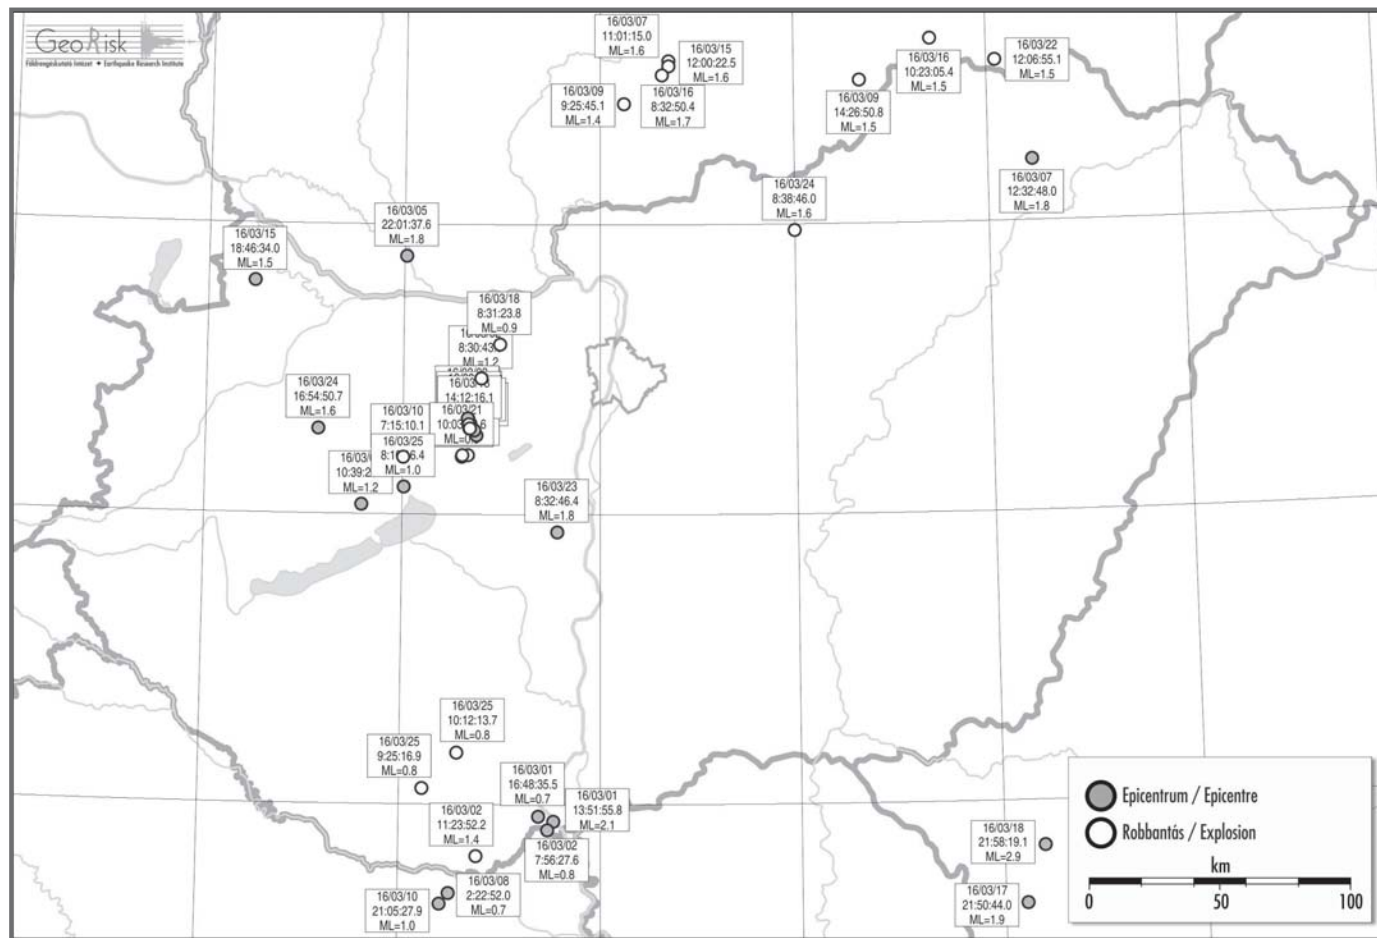 GeoRisk
Földrengéskutató Intézet ✦ Earthquake Research Institute
16/03/07
11:01:15.0
ML=1.6
16/03/15
12:00:22.5
ML=1.6
16/03/09
9:25:45.1
ML=1.4
16/03/16
8:32:50.4
ML=1.7
16/03/16
10:23:05.4
ML=1.5
16/03/22
12:06:55.1
ML=1.5
16/03/09
14:26:50.8
ML=1.5
16/03/07
12:32:48.0
ML=1.8
16/03/24
8:38:46.0
ML=1.6
16/03/05
22:01:37.6
ML=1.8
16/03/15
18:46:34.0
ML=1.5
16/03/18
8:31:23.8
ML=0.9
8:30:43
ML=1.2
14:12:16.1
16/03/24
16:54:50.7
ML=1.6
16/03/10
7:15:10.1
16/03/21
16/03/25
ML=1.0
ML=1.2
16/03/23
8:32:46.4
ML=1.8
16/03/25
10:12:13.7
ML=0.8
16/03/25
9:25:16.9
ML=0.8
16/03/01
16:48:35.5
ML=0.7
16/03/01
13:51:55.8
ML=2.1
16/03/02
11:23:52.2
ML=1.4
16/03/02
7:56:27.6
ML=0.8
16/03/08
2:22:52.0
ML=0.7
16/03/10
21:05:27.9
ML=1.0
16/03/18
21:58:19.1
ML=2.9
16/03/17
21:50:44.0
ML=1.9
Epicentrum / Epicentre
Robbantás / Explosion
km
0 50 100